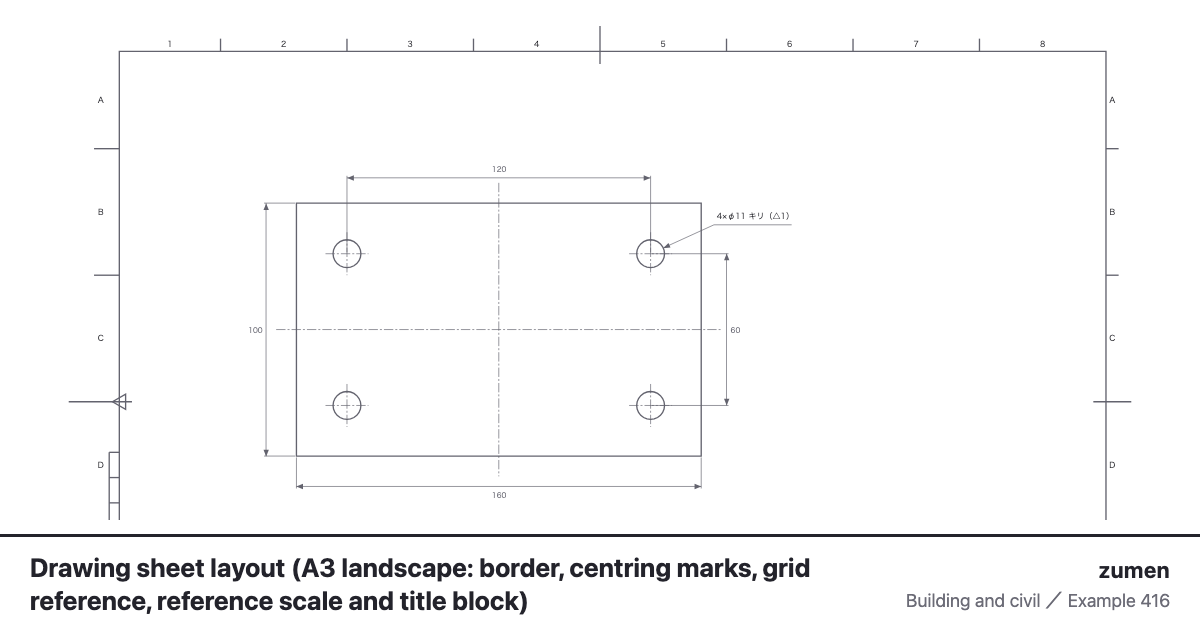 1 2 3 4 5 6 7 8
A A
120
B B
4×φ11 キリ（△1）
100 60
C C
D D
160
Drawing sheet layout (A3 landscape: border, centring marks, grid
reference, reference scale and title block)
zumen
Building and civil ／ Example 416